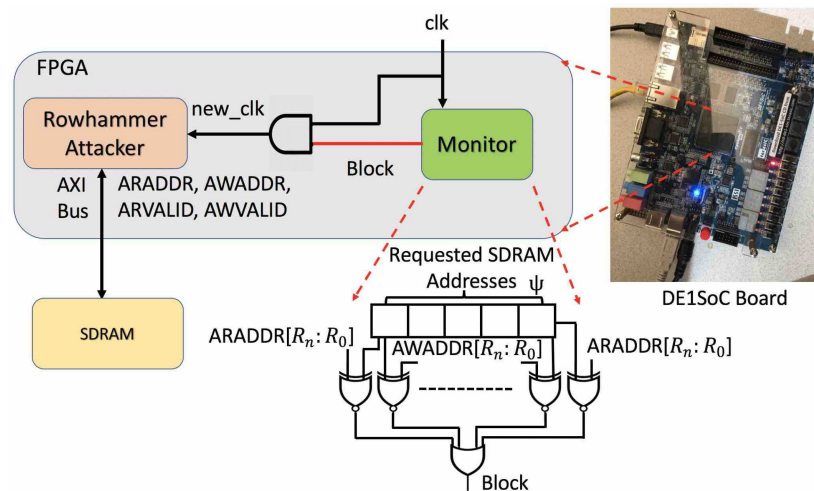 clk
FPGA
new_clk
Rowhammer
Attacker
Monitor
Block
AXI
Bus
ARADDR, AWADDR,
ARVALID, AWVALID
Requested SDRAM
Addresses ψ
DE1SoC Board
SDRAM
ARADDR[Rₙ: R₀]
AWADDR[Rₙ: R₀]
ARADDR[Rₙ: R₀]
Block